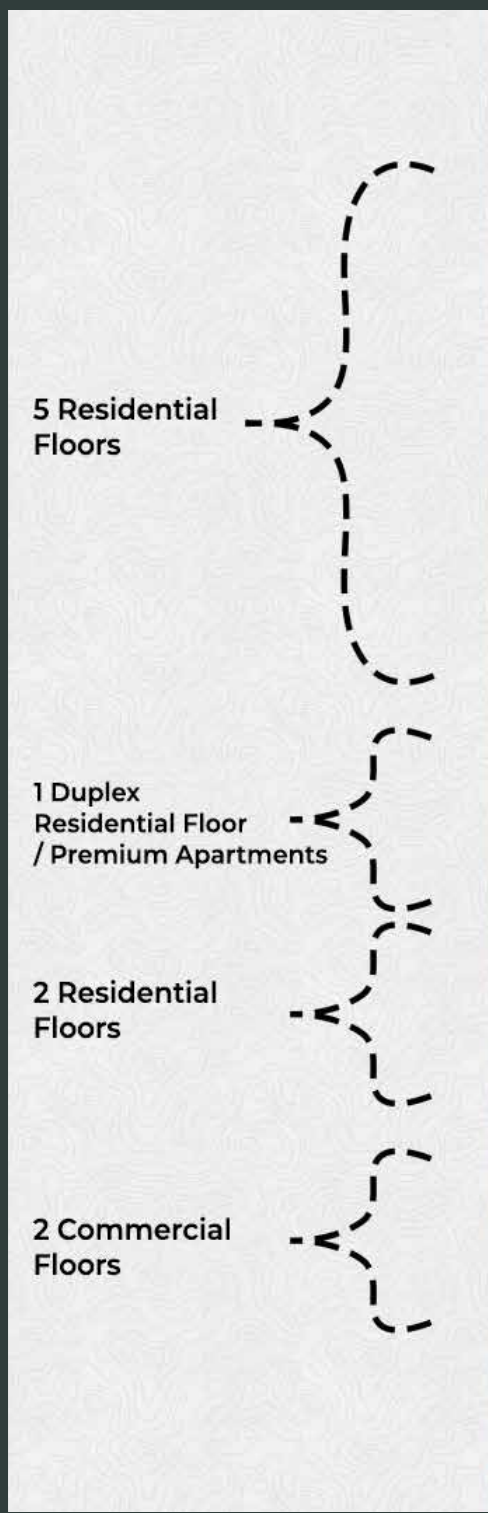 5 Residential
Floors
1 Duplex
Residential Floor
/ Premium Apartments
2 Residential
Floors
2 Commercial
Floors